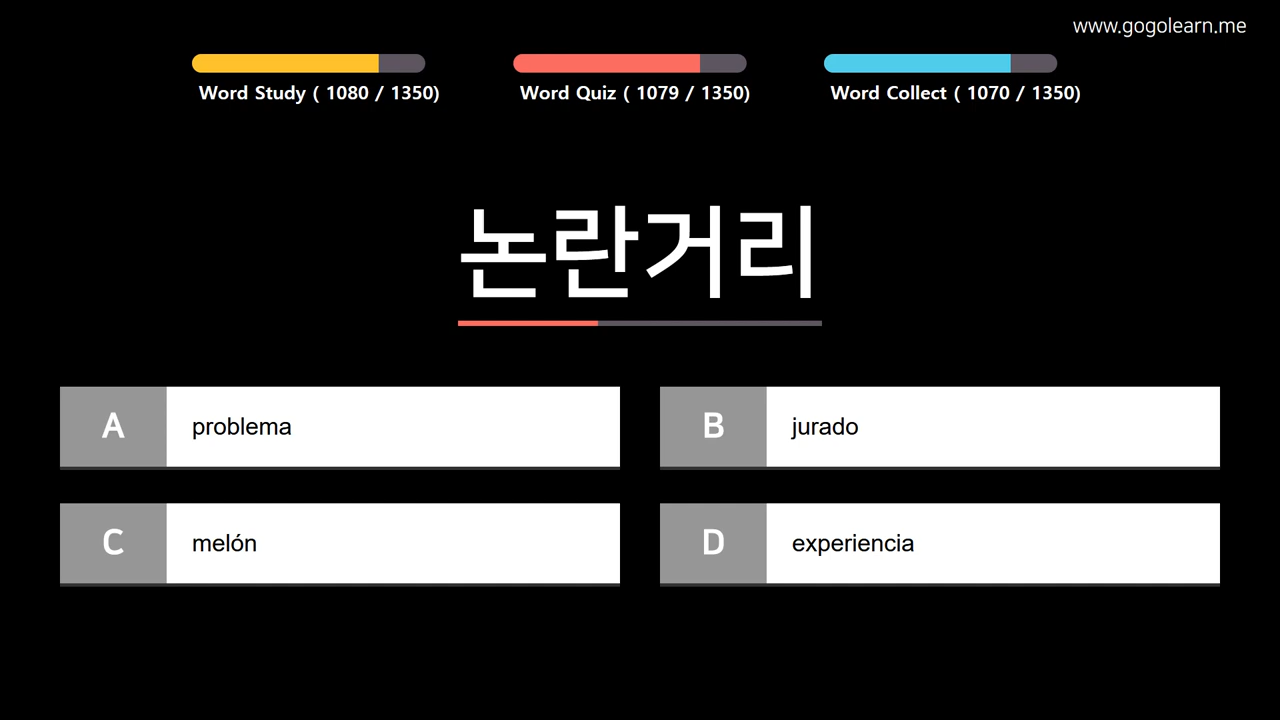 www.gogolearn.me
Word Study ( 1080 / 1350)
Word Quiz ( 1079 / 1350)
Word Collect ( 1070 / 1350)
논란거리
A problema
B jurado
C melón
D experiencia